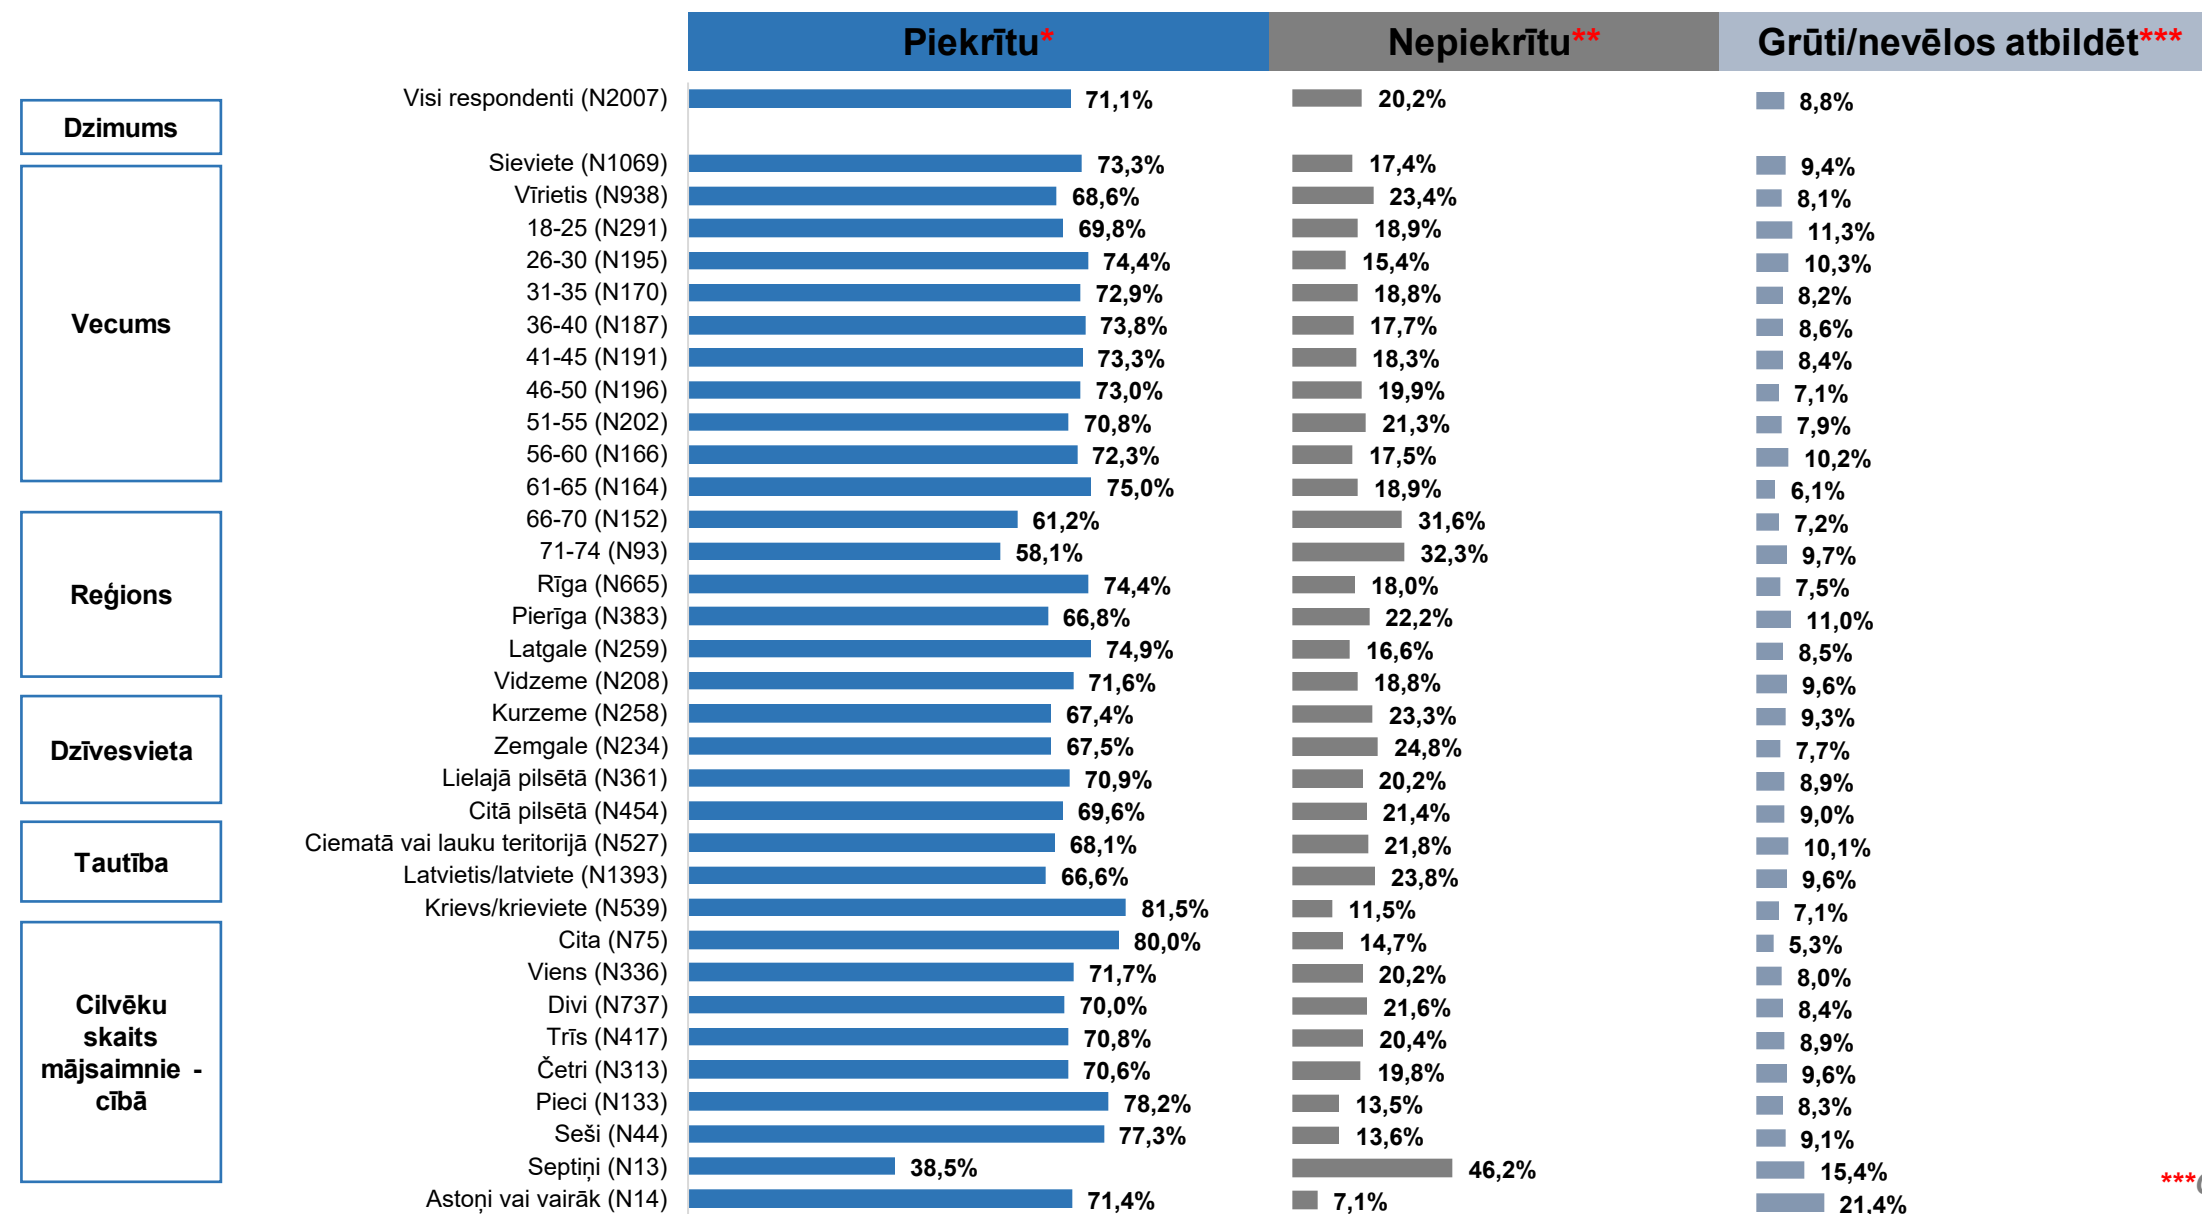 Piekrītu* Nepiekrītu** Grūti/nevēlos atbildēt***
Visi respondenti (N2007) 71,1% 20,2% 8,8%
Dzimums
Sieviete (N1069) 73,3% 17,4% 9,4%
Vīrietis (N938) 68,6% 23,4% 8,1%
18-25 (N291) 69,8% 18,9% 11,3%
26-30 (N195) 74,4% 15,4% 10,3%
31-35 (N170) 72,9% 18,8% 8,2%
Vecums
36-40 (N187) 73,8% 17,7% 8,6%
41-45 (N191) 73,3% 18,3% 8,4%
46-50 (N196) 73,0% 19,9% 7,1%
51-55 (N202) 70,8% 21,3% 7,9%
56-60 (N166) 72,3% 17,5% 10,2%
61-65 (N164) 75,0% 18,9% 6,1%
66-70 (N152) 61,2% 31,6% 7,2%
71-74 (N93) 58,1% 32,3% 9,7%
Reģions
Rīga (N665) 74,4% 18,0% 7,5%
Pierīga (N383) 66,8% 22,2% 11,0%
Latgale (N259) 74,9% 16,6% 8,5%
Vidzeme (N208) 71,6% 18,8% 9,6%
Kurzeme (N258) 67,4% 23,3% 9,3%
Dzīvesvieta
Zemgale (N234) 67,5% 24,8% 7,7%
Lielajā pilsētā (N361) 70,9% 20,2% 8,9%
Citā pilsētā (N454) 69,6% 21,4% 9,0%
Ciematā vai lauku teritorijā (N527) 68,1% 21,8% 10,1%
Tautība
Latvietis/latviete (N1393) 66,6% 23,8% 9,6%
Krievs/krieviete (N539) 81,5% 11,5% 7,1%
Cita (N75) 80,0% 14,7% 5,3%
Viens (N336) 71,7% 20,2% 8,0%
Cilvēku
skaits
mājsaimnie -
cībā
Divi (N737) 70,0% 21,6% 8,4%
Trīs (N417) 70,8% 20,4% 8,9%
Četri (N313) 70,6% 19,8% 9,6%
Pieci (N133) 78,2% 13,5% 8,3%
Seši (N44) 77,3% 13,6% 9,1%
Septiņi (N13) 38,5% 46,2% 15,4%
***
Astoņi vai vairāk (N14) 71,4% 7,1% 21,4%